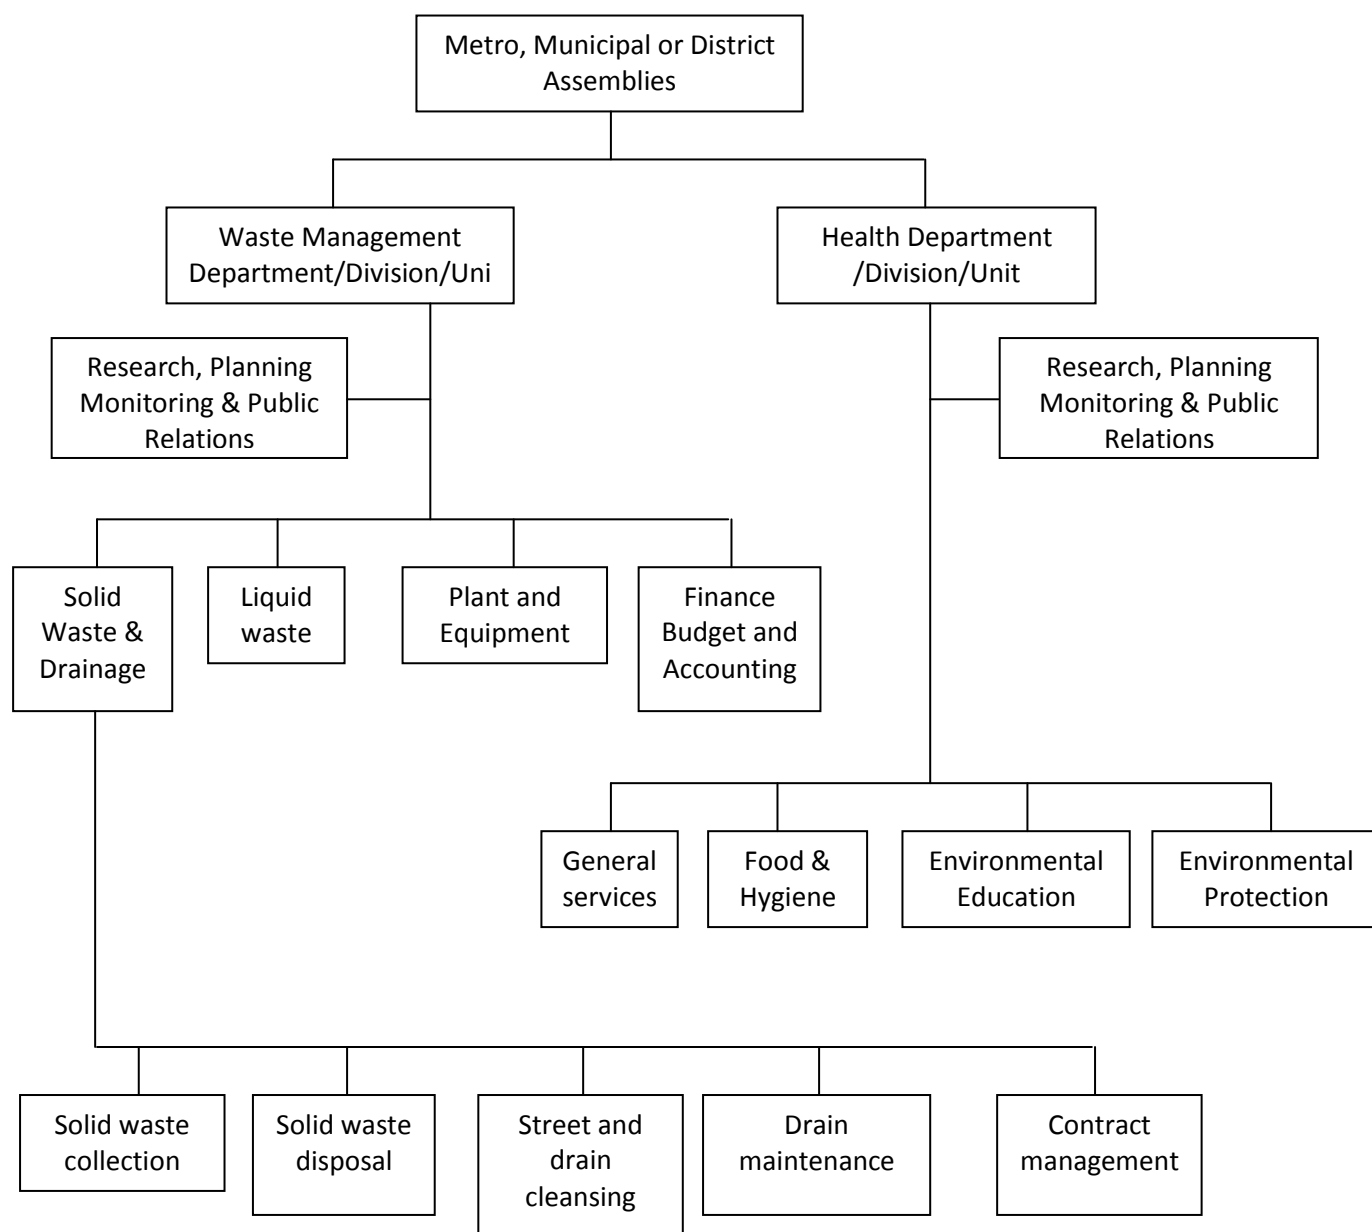 Metro, Municipal or District
Assemblies
Waste Management
Department/Division/Uni
Health Department
/Division/Unit
Research, Planning
Monitoring & Public
Relations
Research, Planning
Monitoring & Public
Relations
Solid
Waste &
Drainage
Liquid
waste
Plant and
Equipment
Finance
Budget and
Accounting
General
services
Food &
Hygiene
Environmental
Education
Environmental
Protection
Solid waste
collection
Solid waste
disposal
Street and
drain
cleansing
Drain
maintenance
Contract
management